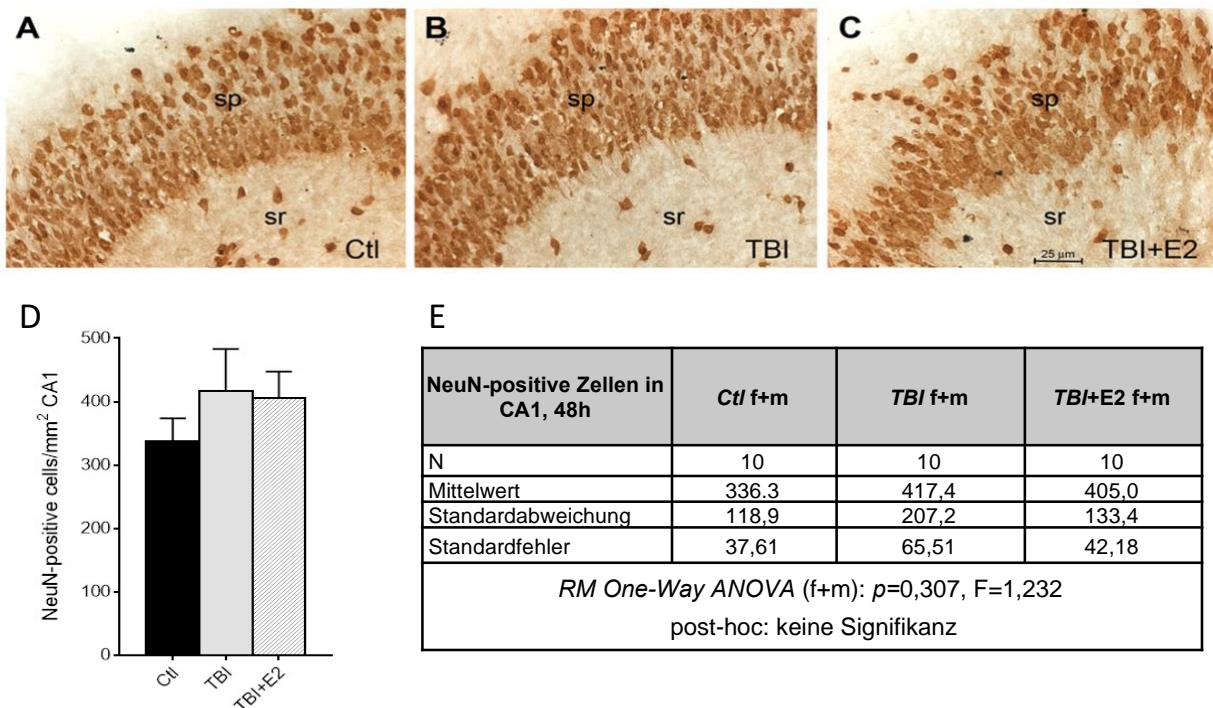 A
sp
sr
Ctl
B
sp
sr
TBI
C
sp
sr
25 µm
TBI+E2
D
NeuN-positive cells/mm² CA1
500
400
300
200
100
0
Ctl
TBI
TBI+E2
E
NeuN-positive Zellen in CA1, 48h Ctl f+m TBI f+m TBI+E2 f+m
N 10 10 10
Mittelwert 336.3 417,4 405,0
Standardabweichung 118,9 207,2 133,4
Standardfehler 37,61 65,51 42,18
RM One-Way ANOVA (f+m): p=0,307, F=1,232
post-hoc: keine Signifikanz